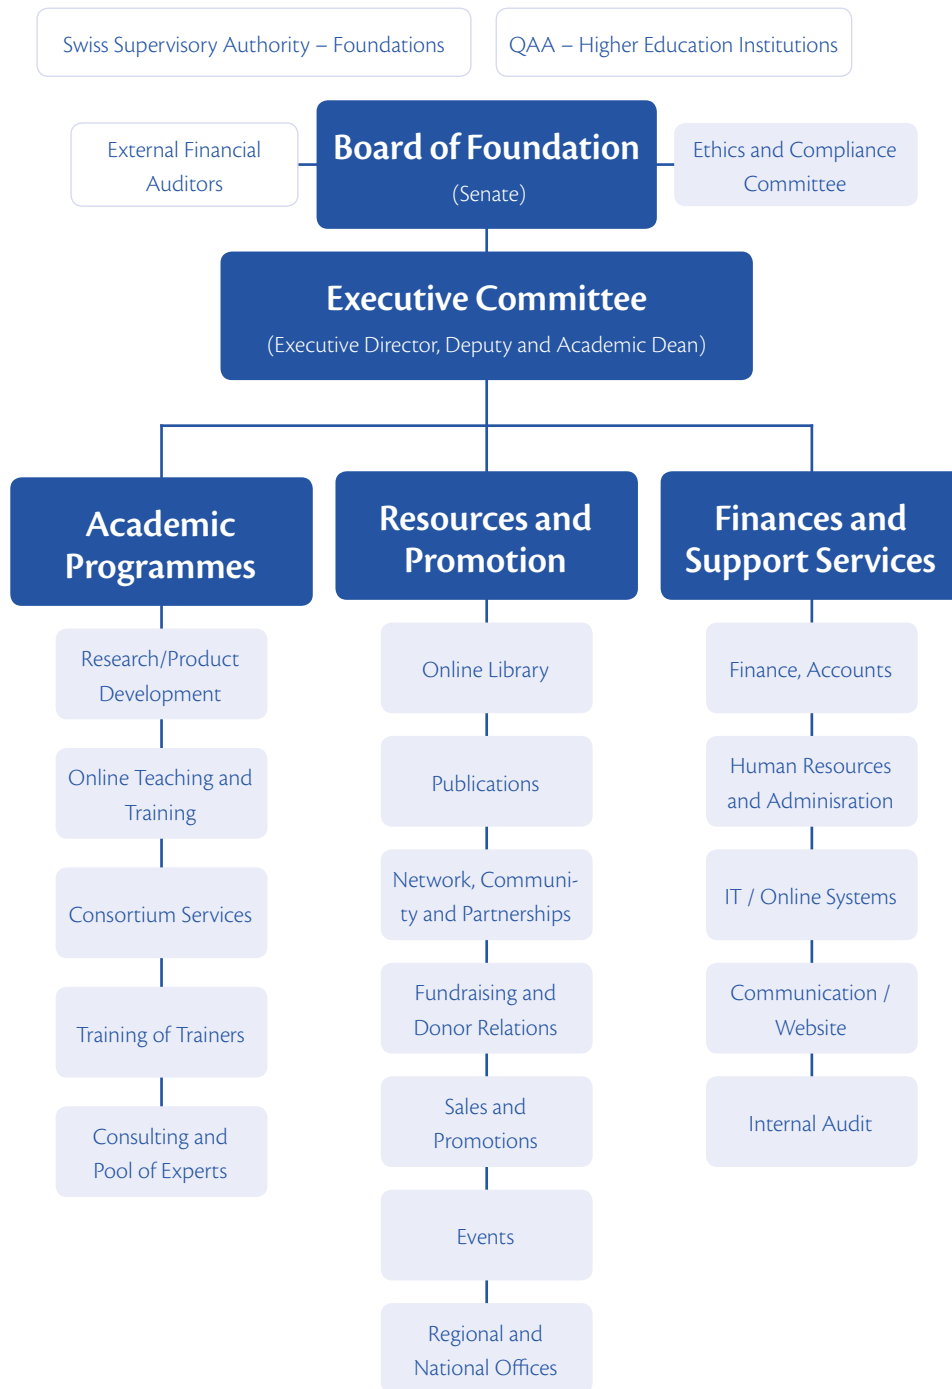 Swiss Supervisory Authority – Foundations
QAA – Higher Education Institutions
External Financial
Auditors
Board of Foundation
(Senate)
Ethics and Compliance
Committee
Executive Committee
(Executive Director, Deputy and Academic Dean)
Academic
Programmes
Research/Product
Development
Online Teaching and
Training
Consortium Services
Training of Trainers
Consulting and
Pool of Experts
Resources and
Promotion
Online Library
Publications
Network, Communi-
ty and Partnerships
Fundraising and
Donor Relations
Sales and
Promotions
Events
Regional and
National Offices
Finances and
Support Services
Finance, Accounts
Human Resources
and Adminisration
IT / Online Systems
Communication /
Website
Internal Audit